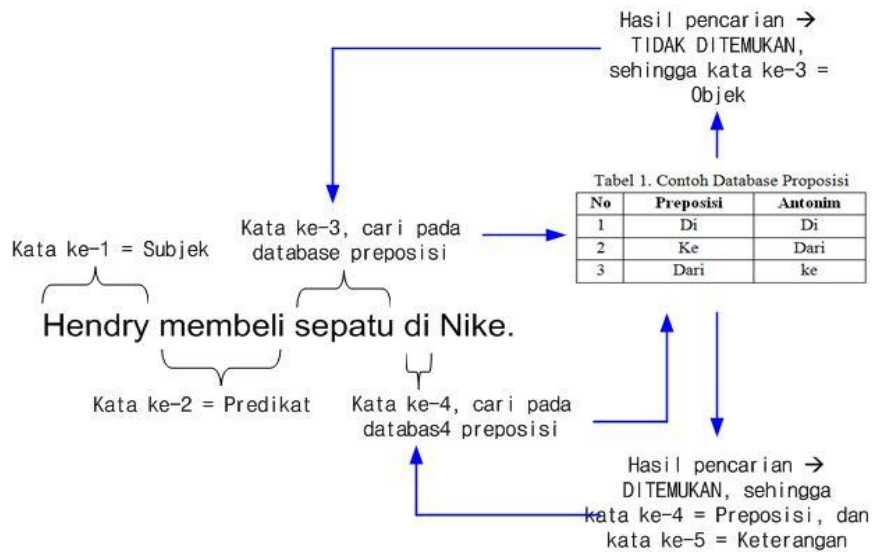 Hasil pencarian →
TIDAK DITEMUKAN,
sehingga kata ke-3 =
Objek
Tabel 1. Contoh Database Proposisi
No Preposisi Antonim
1 Di Di
2 Ke Dari
3 Dari ke
Kata ke-3, cari pada
database preposisi
Kata ke-1 = Subjek
Hendry membeli sepatu di Nike.
Kata ke-2 = Predikat
Kata ke-4, cari pada
databas4 preposisi
Hasil pencarian →
DITEMUKAN, sehingga
kata ke-4 = Preposisi, dan
kata ke-5 = Keterangan